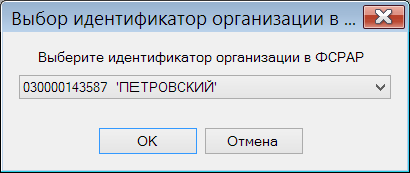 Выбор идентификатор организации в ...
Выберите идентификатор организации в ФСРАР
030000143587 'ПЕТРОВСКИЙ'
OK
Отмена